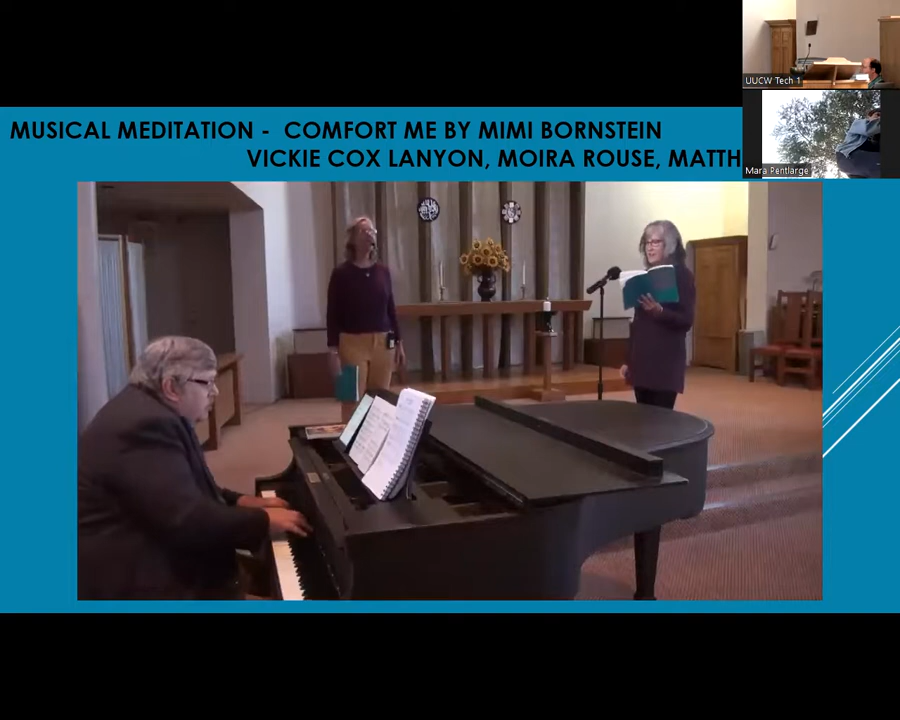 MUSICAL MEDITATION - COMFORT ME BY MIMI BORNSTEIN
VICKIE COX LANYON, MOIRA ROUSE, MATTH
UUCW Tech 1
Mara Pentlarge